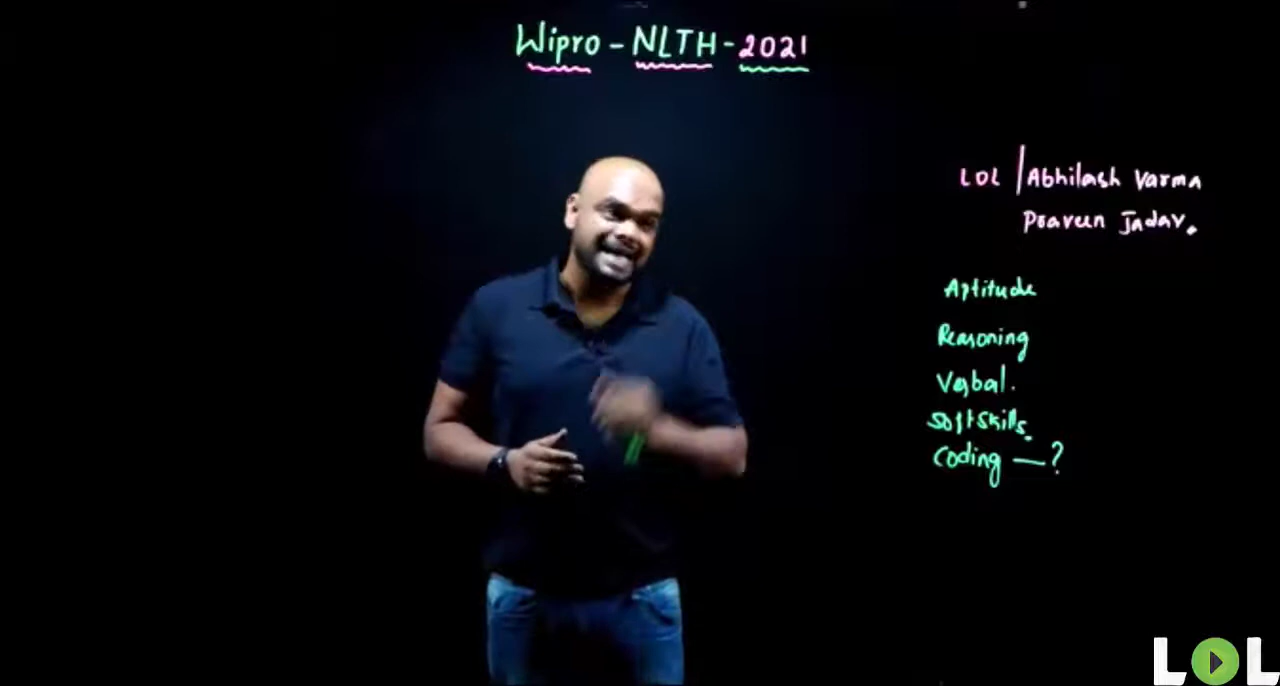 Wipro - NLTH - 2021
LOL | Abhilash Varma
Praveen Jadav.
Aptitude
Reasoning
Verbal.
Softskills.
Coding — ?
LOL